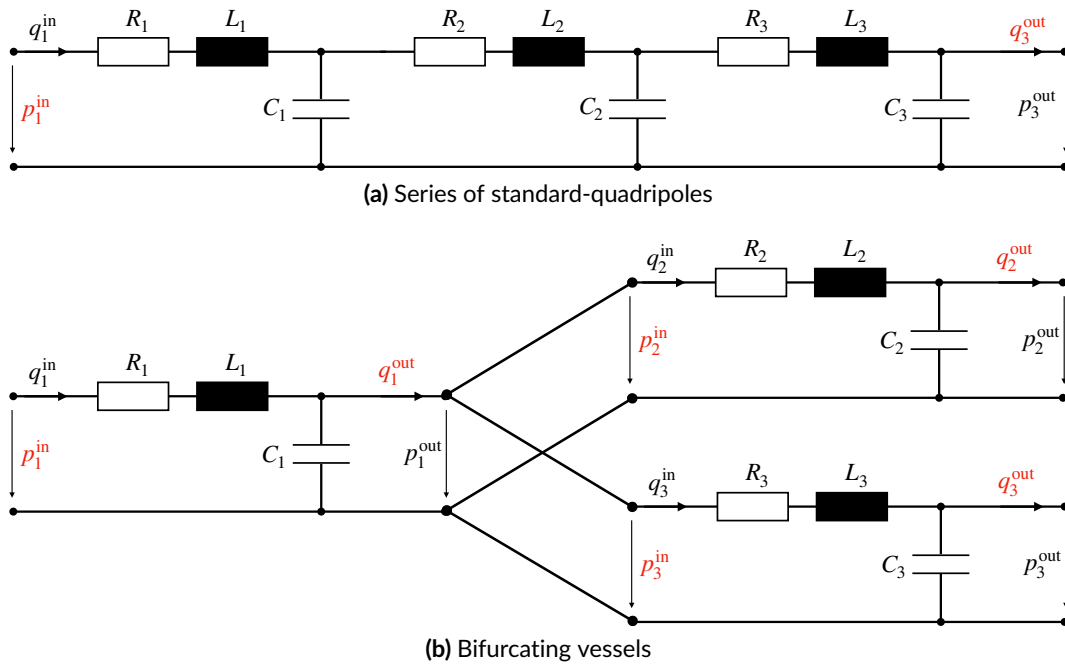 q₁ⁱⁿ R₁ L₁ R₂ L₂ R₃ L₃ q₃ᵒᵘᵗ
p₁ⁱⁿ C₁ C₂ C₃ p₃ᵒᵘᵗ
(a) Series of standard-quadripoles
q₂ⁱⁿ R₂ L₂ q₂ᵒᵘᵗ
p₂ⁱⁿ C₂ p₂ᵒᵘᵗ
q₁ⁱⁿ R₁ L₁ q₁ᵒᵘᵗ
p₁ⁱⁿ C₁ p₁ᵒᵘᵗ
q₃ⁱⁿ R₃ L₃ q₃ᵒᵘᵗ
p₃ⁱⁿ C₃ p₃ᵒᵘᵗ
(b) Bifurcating vessels